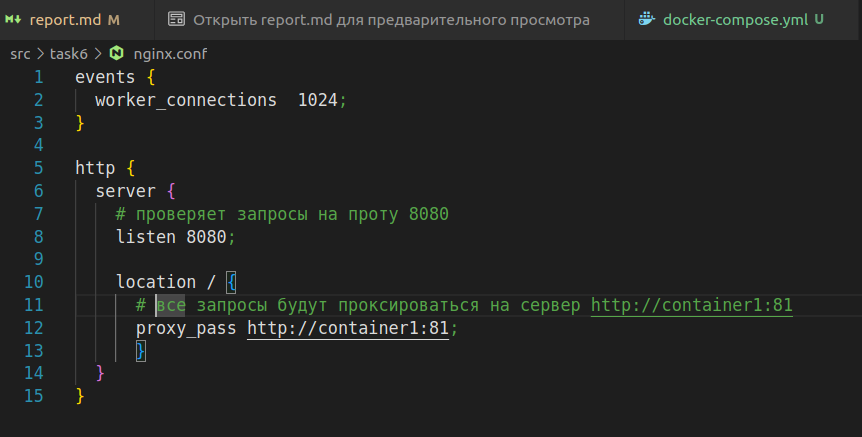 report.md M Открыть report.md для предварительного просмотра docker-compose.yml U
src > task6 > nginx.conf
1 events {
2 worker_connections 1024;
3 }
4
5 http {
6 server {
7 # проверяет запросы на проту 8080
8 listen 8080;
9
10 location / {
11 # все запросы будут проксироваться на сервер http://container1:81
12 proxy_pass http://container1:81;
13 }
14 }
15 }